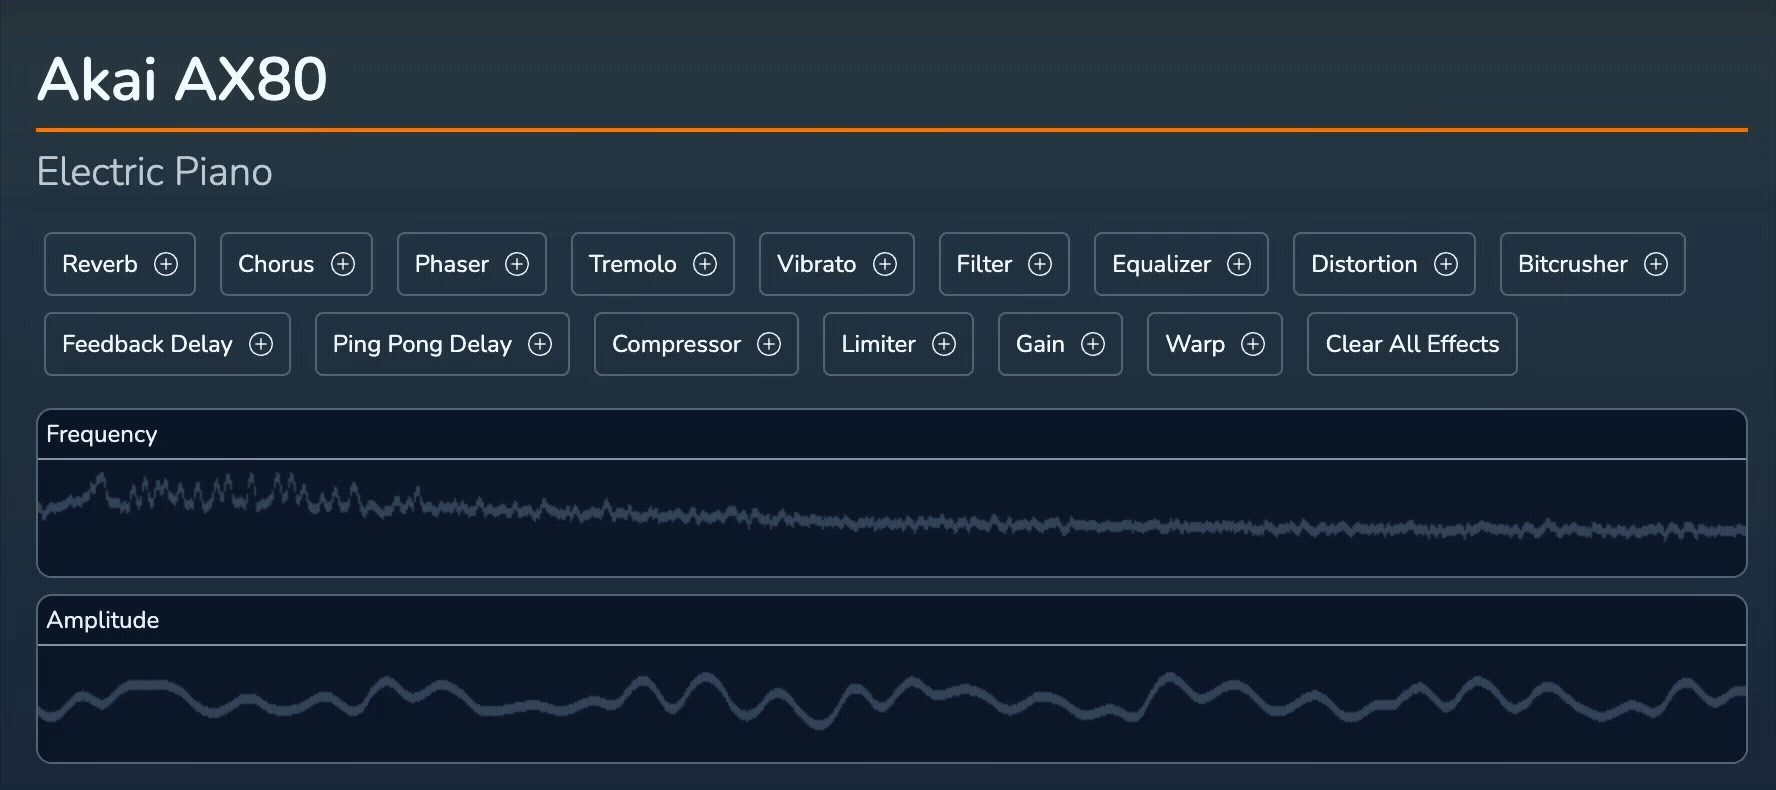 Akai AX80
Electric Piano
Reverb Chorus Phaser Tremolo Vibrato Filter Equalizer Distortion Bitcrusher
Feedback Delay Ping Pong Delay Compressor Limiter Gain Warp Clear All Effects
Frequency
Amplitude